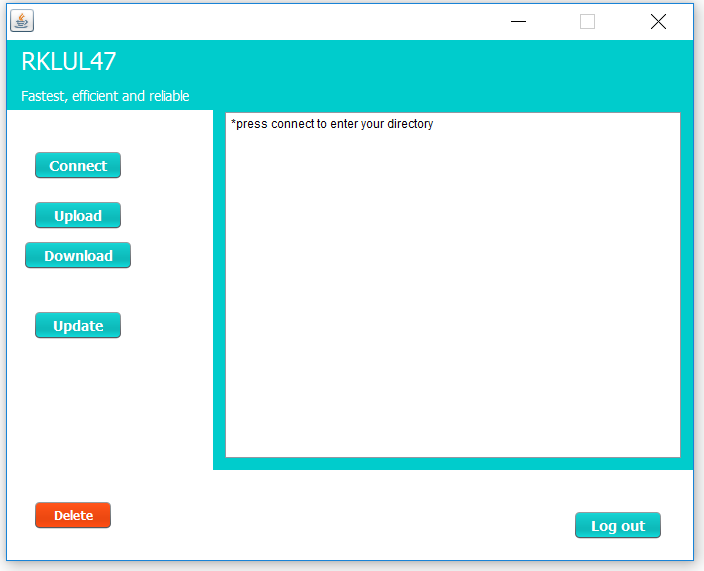 RKLUL47
Fastest, efficient and reliable
*press connect to enter your directory
Connect
Upload
Download
Update
Delete
Log out